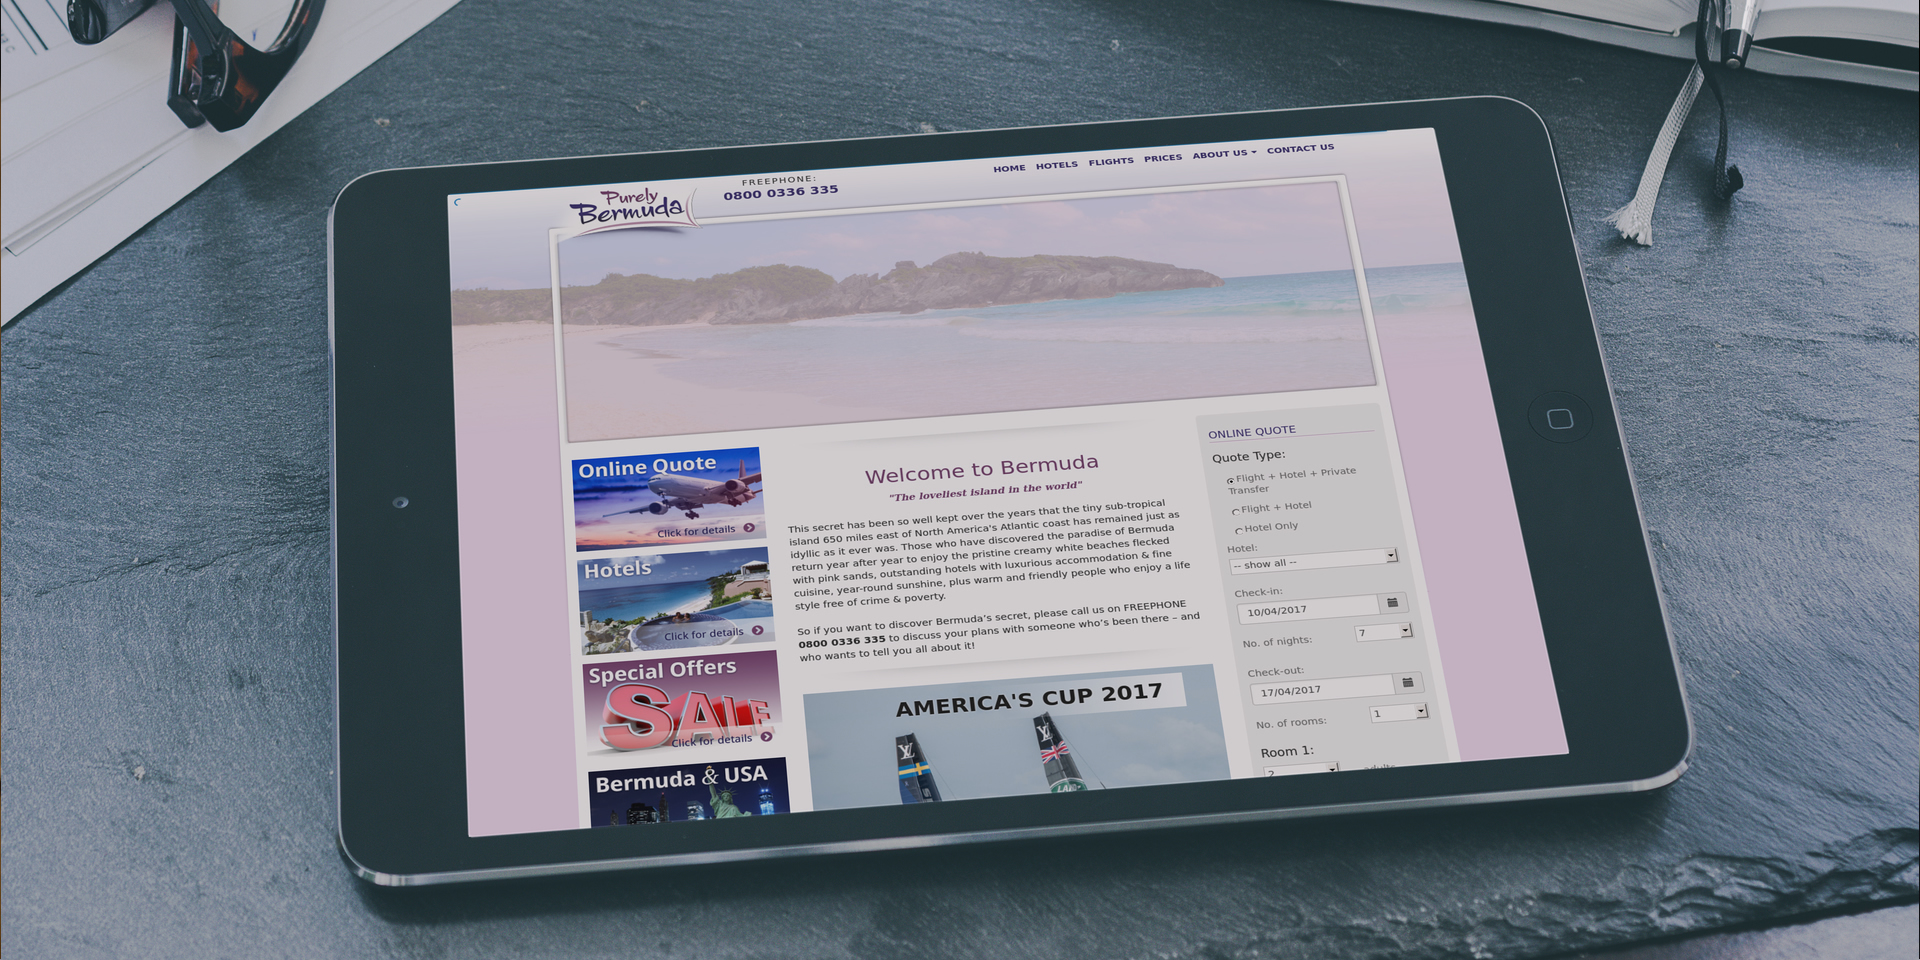 HOME HOTELS FLIGHTS PRICES ABOUT US CONTACT US
FREEPHONE:
0800 0336 335
Purely
Bermuda
Online Quote
Click for details
Hotels
Click for details
Special Offers
SALE
Click for details
Bermuda & USA
Welcome to Bermuda
"The loveliest island in the world"
This secret has been so well kept over the years that the tiny sub-tropical
island 650 miles east of North America's Atlantic coast has remained just as
idyllic as it ever was. Those who have discovered the paradise of Bermuda
return year after year to enjoy the pristine creamy white beaches flecked
with pink sands, outstanding hotels with luxurious accommodation & fine
cuisine, year-round sunshine, plus warm and friendly people who enjoy a life
style free of crime & poverty.
So if you want to discover Bermuda's secret, please call us on FREEPHONE
0800 0336 335 to discuss your plans with someone who's been there – and
who wants to tell you all about it!
AMERICA'S CUP 2017
LV
LV
ONLINE QUOTE
Quote Type:
Flight + Hotel + Private
Transfer
Flight + Hotel
Hotel Only
Hotel:
-- show all --
Check-in:
10/04/2017
No. of nights: 7
Check-out:
17/04/2017
No. of rooms: 1
Room 1:
2 adults